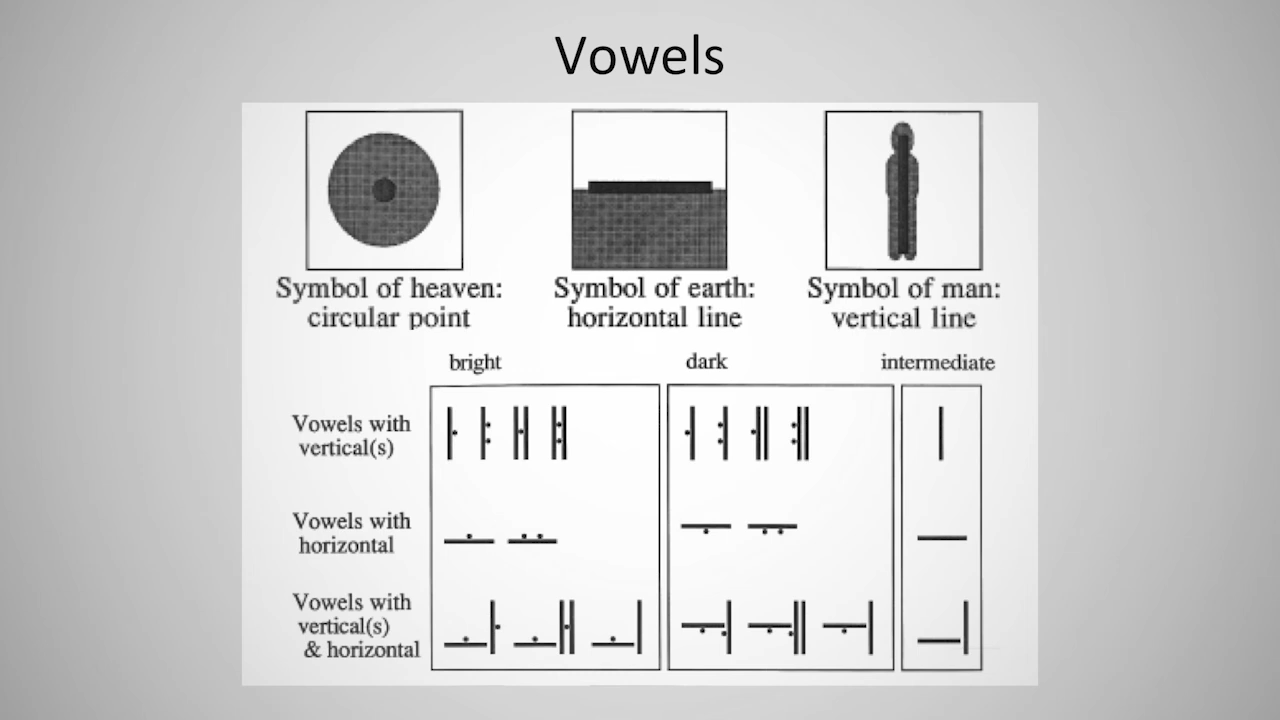 Vowels
Symbol of heaven:
circular point
Symbol of earth:
horizontal line
Symbol of man:
vertical line
bright
dark
intermediate
Vowels with
vertical(s)
ㅏ ㅑ ㅐ ㅒ
ㅓ ㅕ ㅔ ㅖ
ㅣ
Vowels with
horizontal
ㅗ ㅛ
ㅜ ㅠ
ㅡ
Vowels with
vertical(s)
& horizontal
ㅘ ㅙ ㅚ
ㅝ ㅞ ㅟ
ㅢ